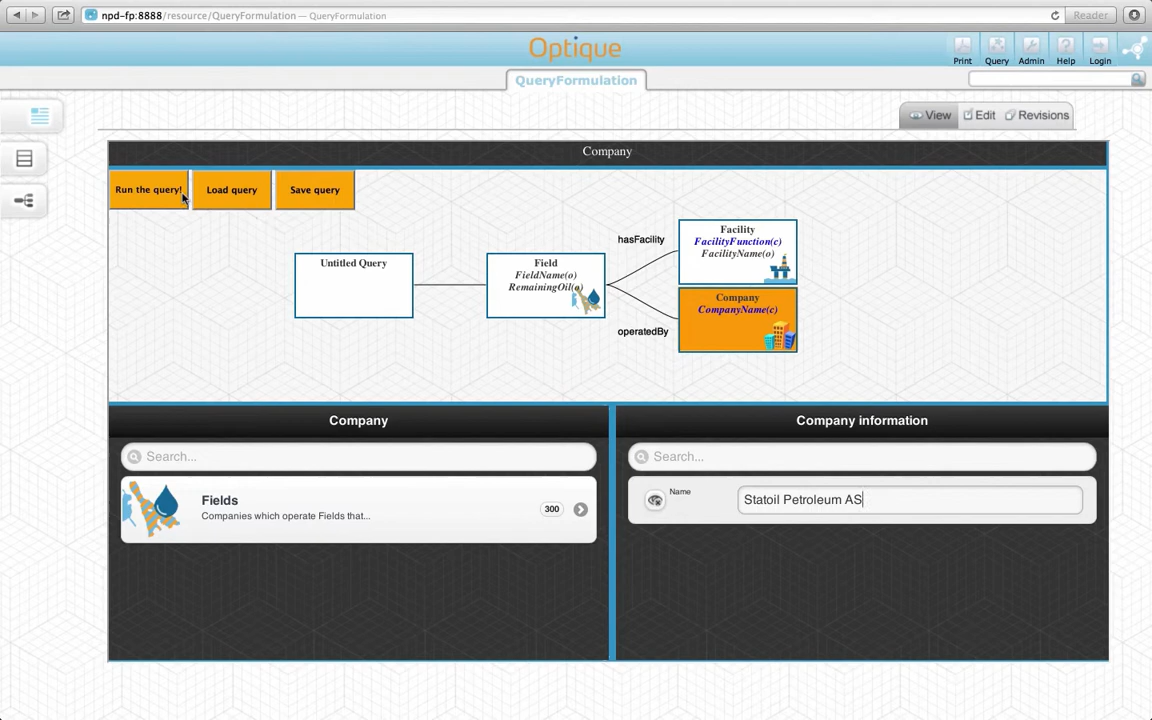 npd-fp:8888/resource/QueryFormulation — QueryFormulation
Reader
Optique
Print
Query
Admin
Help
Login
QueryFormulation
View
Edit
Revisions
Company
Run the query!
Load query
Save query
Untitled Query
Field
FieldName(o)
RemainingOil(o)
hasFacility
Facility
FacilityFunction(c)
FacilityName(o)
operatedBy
Company
CompanyName(c)
Company
Search...
Fields
Companies which operate Fields that...
300
Company information
Search...
Name
Statoil Petroleum AS